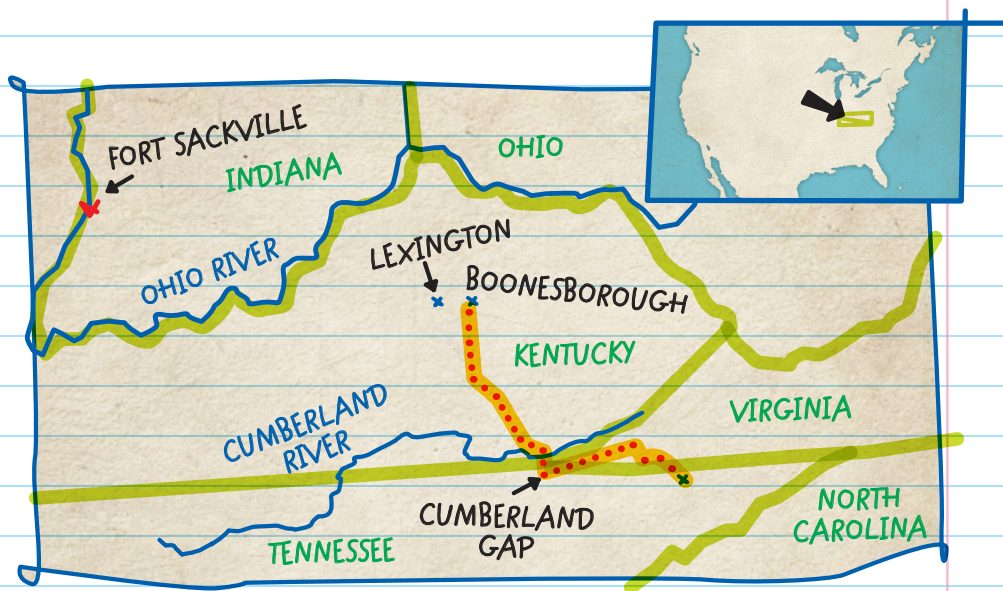 FORT SACKVILLE
INDIANA
OHIO
OHIO RIVER
LEXINGTON
BOONESBOROUGH
KENTUCKY
CUMBERLAND
RIVER
VIRGINIA
CUMBERLAND
GAP
NORTH
CAROLINA
TENNESSEE